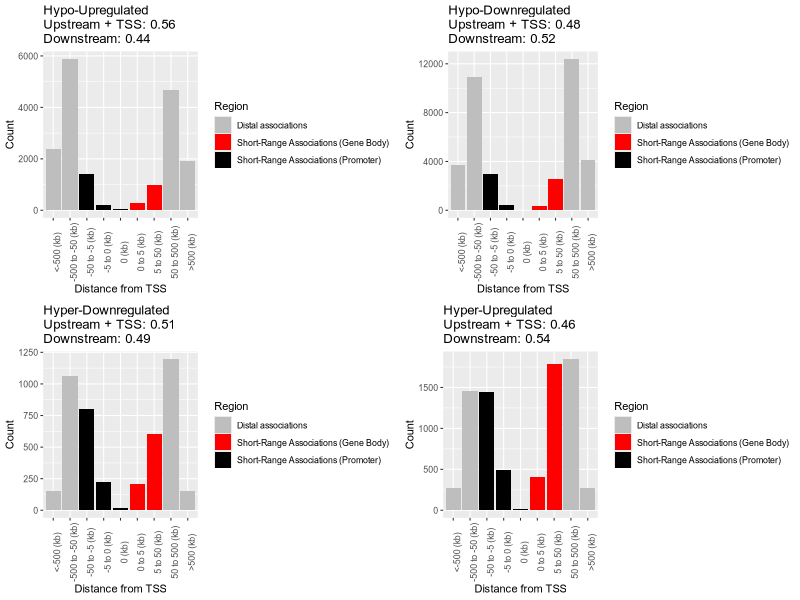 Hypo-Upregulated
Upstream + TSS: 0.56
Downstream: 0.44
6000
4000
2000
0
Count
<-500 (kb)
-500 to -50 (kb)
-50 to -5 (kb)
-5 to 0 (kb)
0 (kb)
0 to 5 (kb)
5 to 50 (kb)
50 to 500 (kb)
>500 (kb)
Distance from TSS
Region
Distal associations
Short-Range Associations (Gene Body)
Short-Range Associations (Promoter)
Hypo-Downregulated
Upstream + TSS: 0.48
Downstream: 0.52
12000
8000
4000
0
Count
<-500 (kb)
-500 to -50 (kb)
-50 to -5 (kb)
-5 to 0 (kb)
0 (kb)
0 to 5 (kb)
5 to 50 (kb)
50 to 500 (kb)
>500 (kb)
Distance from TSS
Region
Distal associations
Short-Range Associations (Gene Body)
Short-Range Associations (Promoter)
Hyper-Downregulated
Upstream + TSS: 0.51
Downstream: 0.49
1250
1000
750
500
250
0
Count
<-500 (kb)
-500 to -50 (kb)
-50 to -5 (kb)
-5 to 0 (kb)
0 (kb)
0 to 5 (kb)
5 to 50 (kb)
50 to 500 (kb)
>500 (kb)
Distance from TSS
Region
Distal associations
Short-Range Associations (Gene Body)
Short-Range Associations (Promoter)
Hyper-Upregulated
Upstream + TSS: 0.46
Downstream: 0.54
1500
1000
500
0
Count
<-500 (kb)
-500 to -50 (kb)
-50 to -5 (kb)
-5 to 0 (kb)
0 (kb)
0 to 5 (kb)
5 to 50 (kb)
50 to 500 (kb)
>500 (kb)
Distance from TSS
Region
Distal associations
Short-Range Associations (Gene Body)
Short-Range Associations (Promoter)